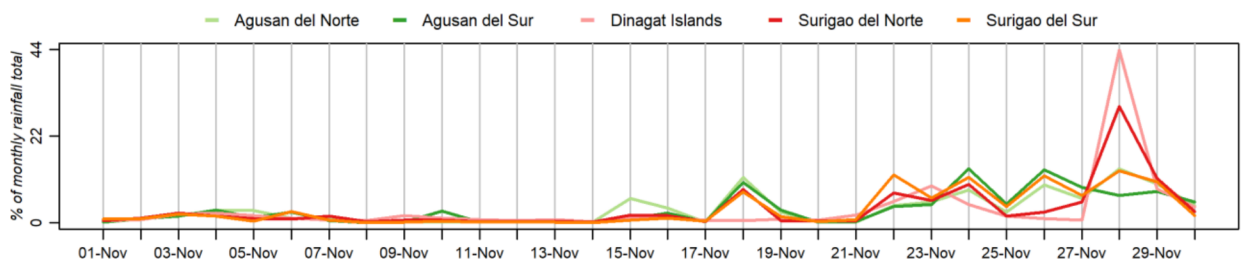 Agusan del Norte Agusan del Sur Dinagat Islands Surigao del Norte Surigao del Sur
% of monthly rainfall total
44
22
0
01-Nov 03-Nov 05-Nov 07-Nov 09-Nov 11-Nov 13-Nov 15-Nov 17-Nov 19-Nov 21-Nov 23-Nov 25-Nov 27-Nov 29-Nov